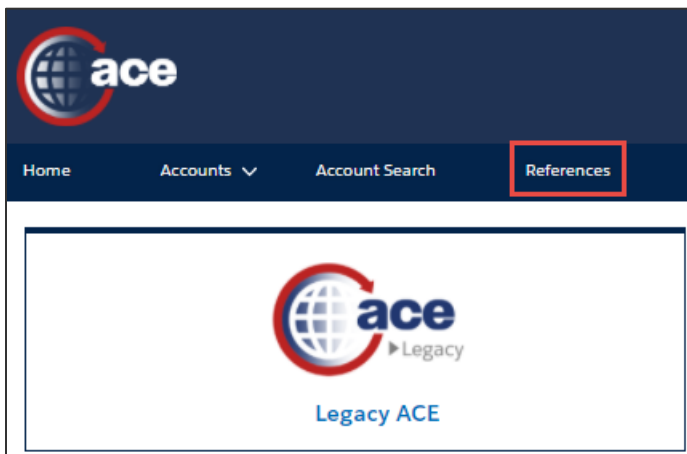 ace
Home Accounts Account Search References
ace
Legacy
Legacy ACE